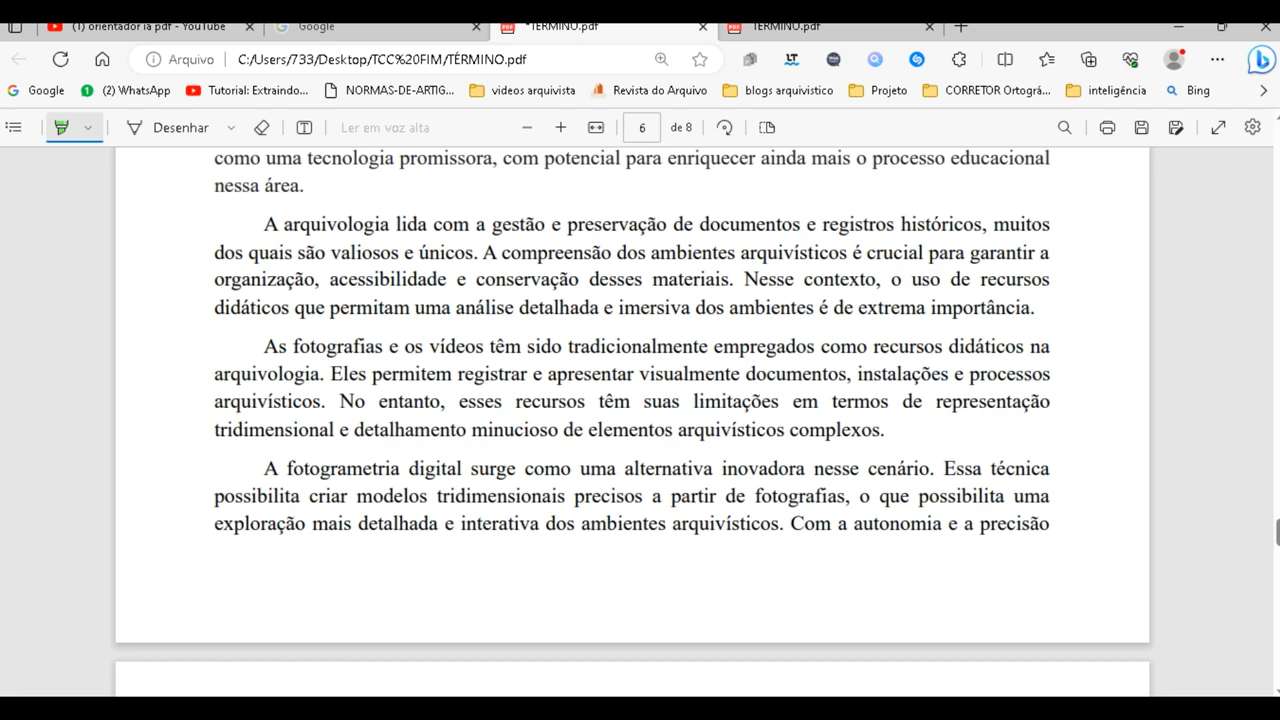 (1) orientador ia pdf - YouTube
Google
*TÉRMINO.pdf
TÉRMINO.pdf
Arquivo C:/Users/733/Desktop/TCC%20FIM/TÉRMINO.pdf
Google (2) WhatsApp Tutorial: Extraindo... NORMAS-DE-ARTIG... videos arquivista Revista do Arquivo blogs arquivistico Projeto CORRETOR Ortográ... inteligência Bing
Desenhar Ler em voz alta 6 de 8
como uma tecnologia promissora, com potencial para enriquecer ainda mais o processo educacional
nessa área.
A arquivologia lida com a gestão e preservação de documentos e registros históricos, muitos
dos quais são valiosos e únicos. A compreensão dos ambientes arquivísticos é crucial para garantir a
organização, acessibilidade e conservação desses materiais. Nesse contexto, o uso de recursos
didáticos que permitam uma análise detalhada e imersiva dos ambientes é de extrema importância.
As fotografias e os vídeos têm sido tradicionalmente empregados como recursos didáticos na
arquivologia. Eles permitem registrar e apresentar visualmente documentos, instalações e processos
arquivísticos. No entanto, esses recursos têm suas limitações em termos de representação
tridimensional e detalhamento minucioso de elementos arquivísticos complexos.
A fotogrametria digital surge como uma alternativa inovadora nesse cenário. Essa técnica
possibilita criar modelos tridimensionais precisos a partir de fotografias, o que possibilita uma
exploração mais detalhada e interativa dos ambientes arquivísticos. Com a autonomia e a precisão